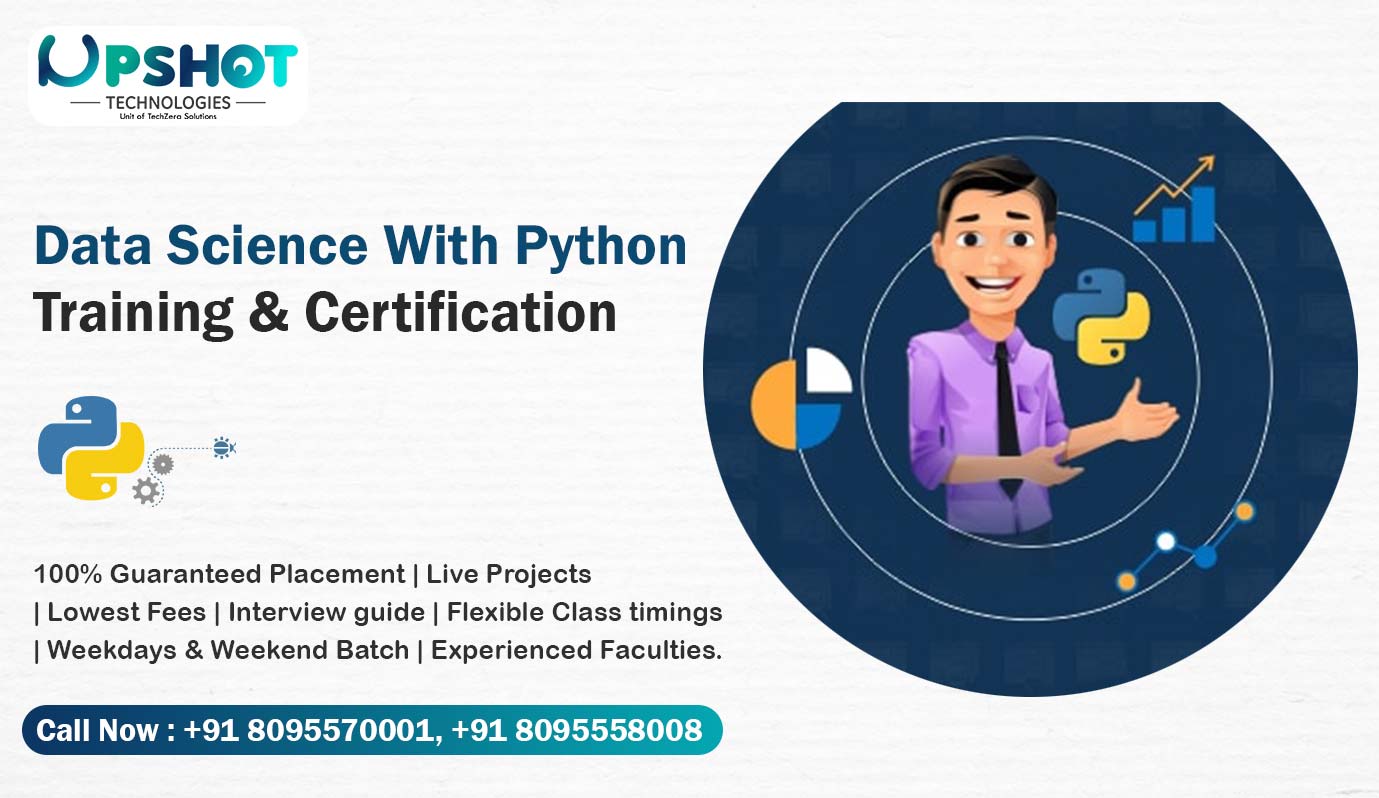 UPSHOT
TECHNOLOGIES
Unit of TechZera Solutions
Data Science With Python
Training & Certification
100% Guaranteed Placement | Live Projects
| Lowest Fees | Interview guide | Flexible Class timings
| Weekdays & Weekend Batch | Experienced Faculties.
Call Now : +91 8095570001, +91 8095558008